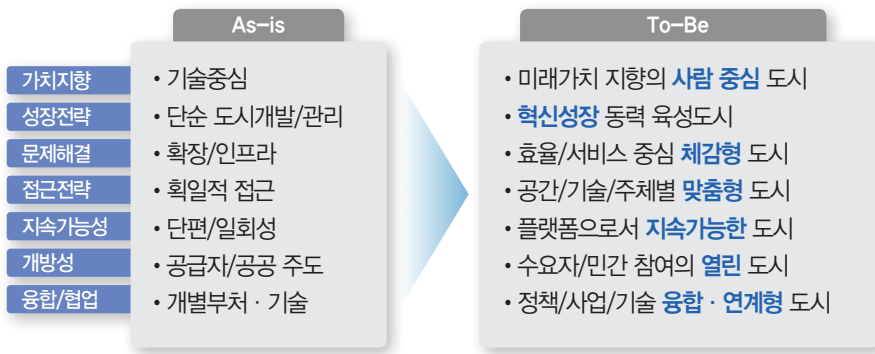 As-is
To-Be
가치지향
• 기술중심
• 미래가치 지향의 사람 중심 도시
성장전략
• 단순 도시개발/관리
• 혁신성장 동력 육성도시
문제해결
• 확장/인프라
• 효율/서비스 중심 체감형 도시
접근전략
• 획일적 접근
• 공간/기술/주체별 맞춤형 도시
지속가능성
• 단편/일회성
• 플랫폼으로서 지속가능한 도시
개방성
• 공급자/공공 주도
• 수요자/민간 참여의 열린 도시
융합/협업
• 개별부처 · 기술
• 정책/사업/기술 융합 · 연계형 도시